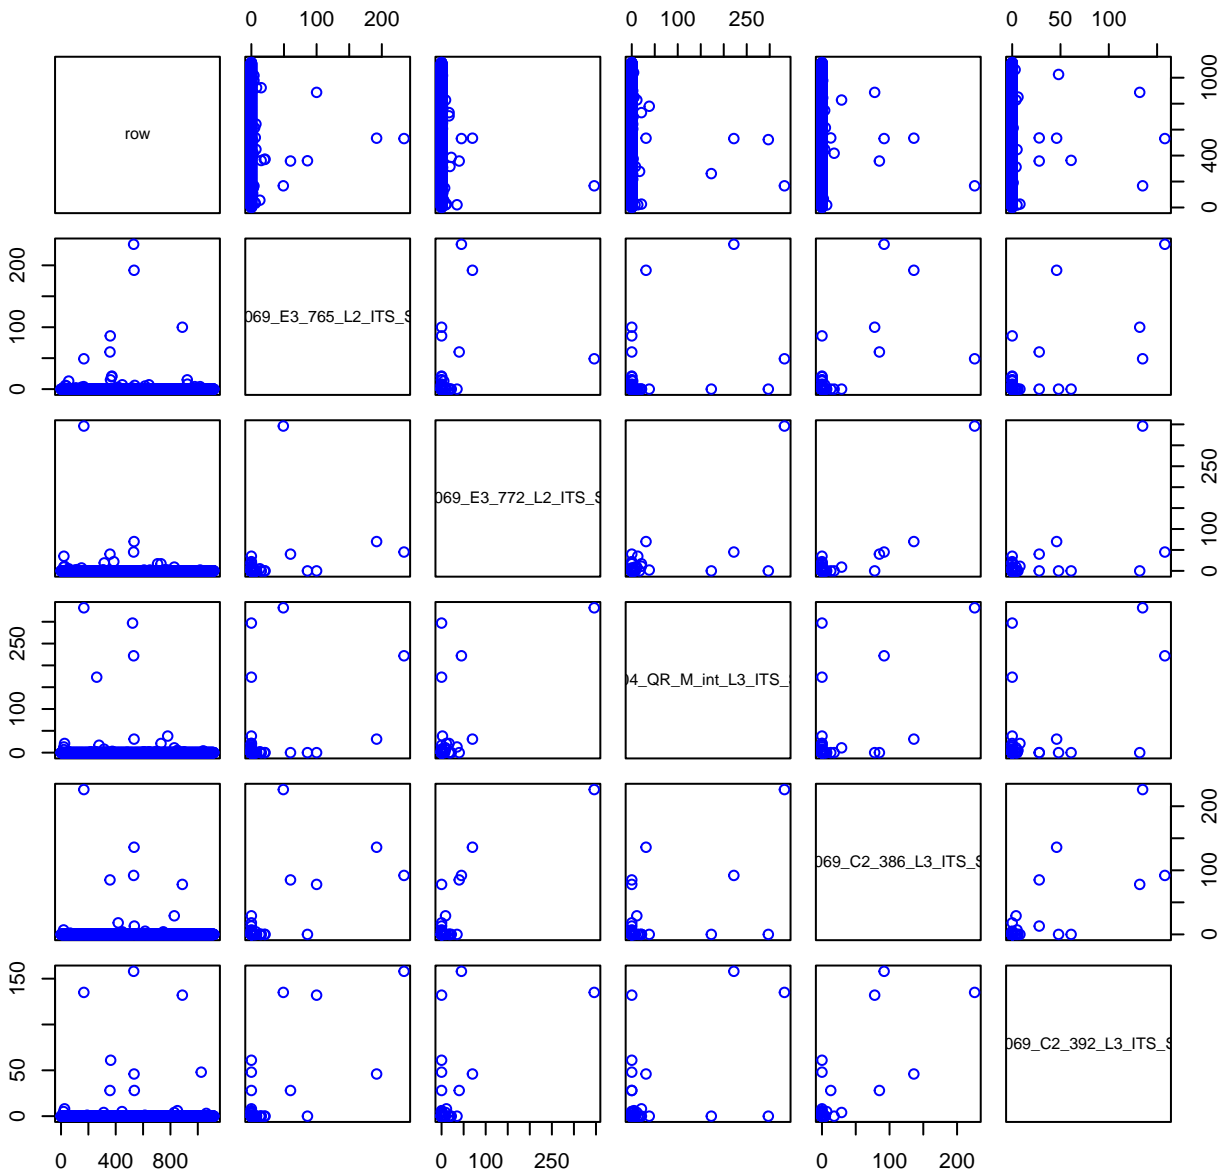 0 100 200
0 100 250
0 50 100
row
0 400 1000
0 100 200
069_E3_765_L2_ITS_S
069_E3_772_L2_ITS_S
0 100 250
0 100 250
04_QR_M_int_L3_ITS_S
069_C2_386_L3_ITS_S
0 100 200
0 50 150
069_C2_392_L3_ITS_S
0 400 800
0 100 250
0 100 200